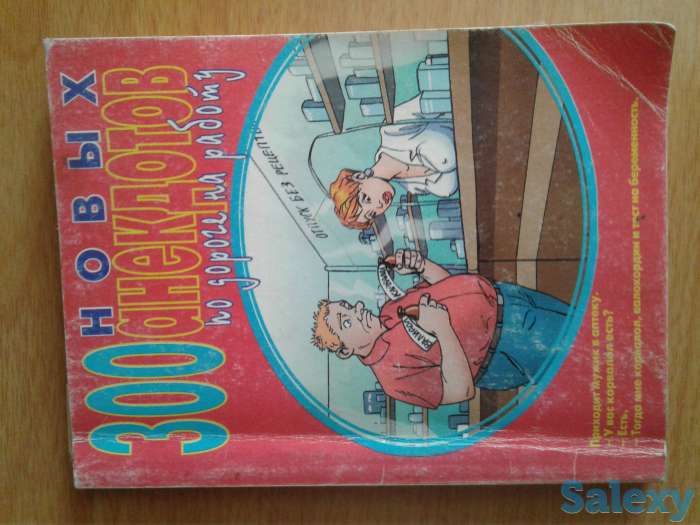 300 НОВЫХ
анекдотов
по дороге на работу
ОТПУСК БЕЗ РЕЦЕПТА
Приходит мужик в аптеку.
- У вас корвалол есть?
- Есть.
- Тогда мне корвалол, валокордин и тест на беременность.
Salexy